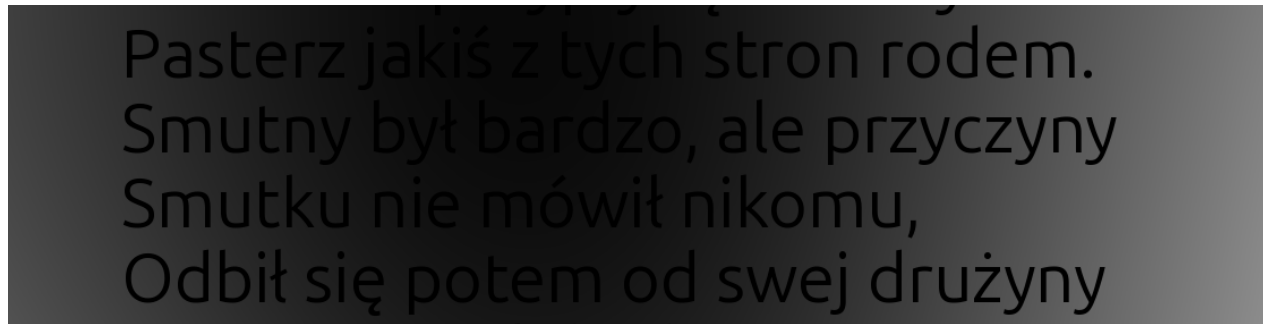 Pasterz jakiś z tych stron rodem.
Smutny był bardzo, ale przyczyny
Smutku nie mówił nikomu,
Odbił się potem od swej drużyny